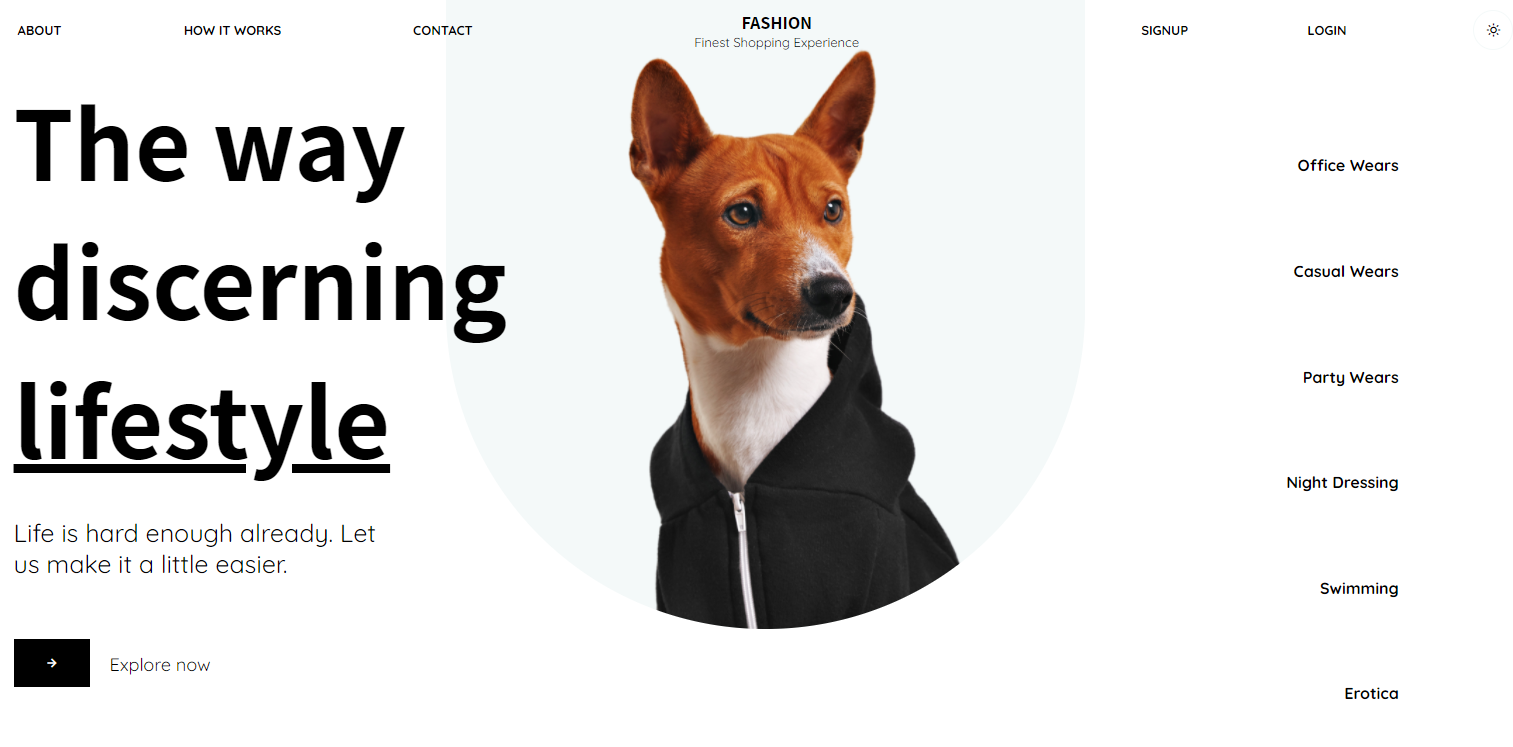 ABOUT
HOW IT WORKS
CONTACT
FASHION
Finest Shopping Experience
SIGNUP
LOGIN
The way
discerning
lifestyle
Life is hard enough already. Let
us make it a little easier.
→ Explore now
Office Wears
Casual Wears
Party Wears
Night Dressing
Swimming
Erotica